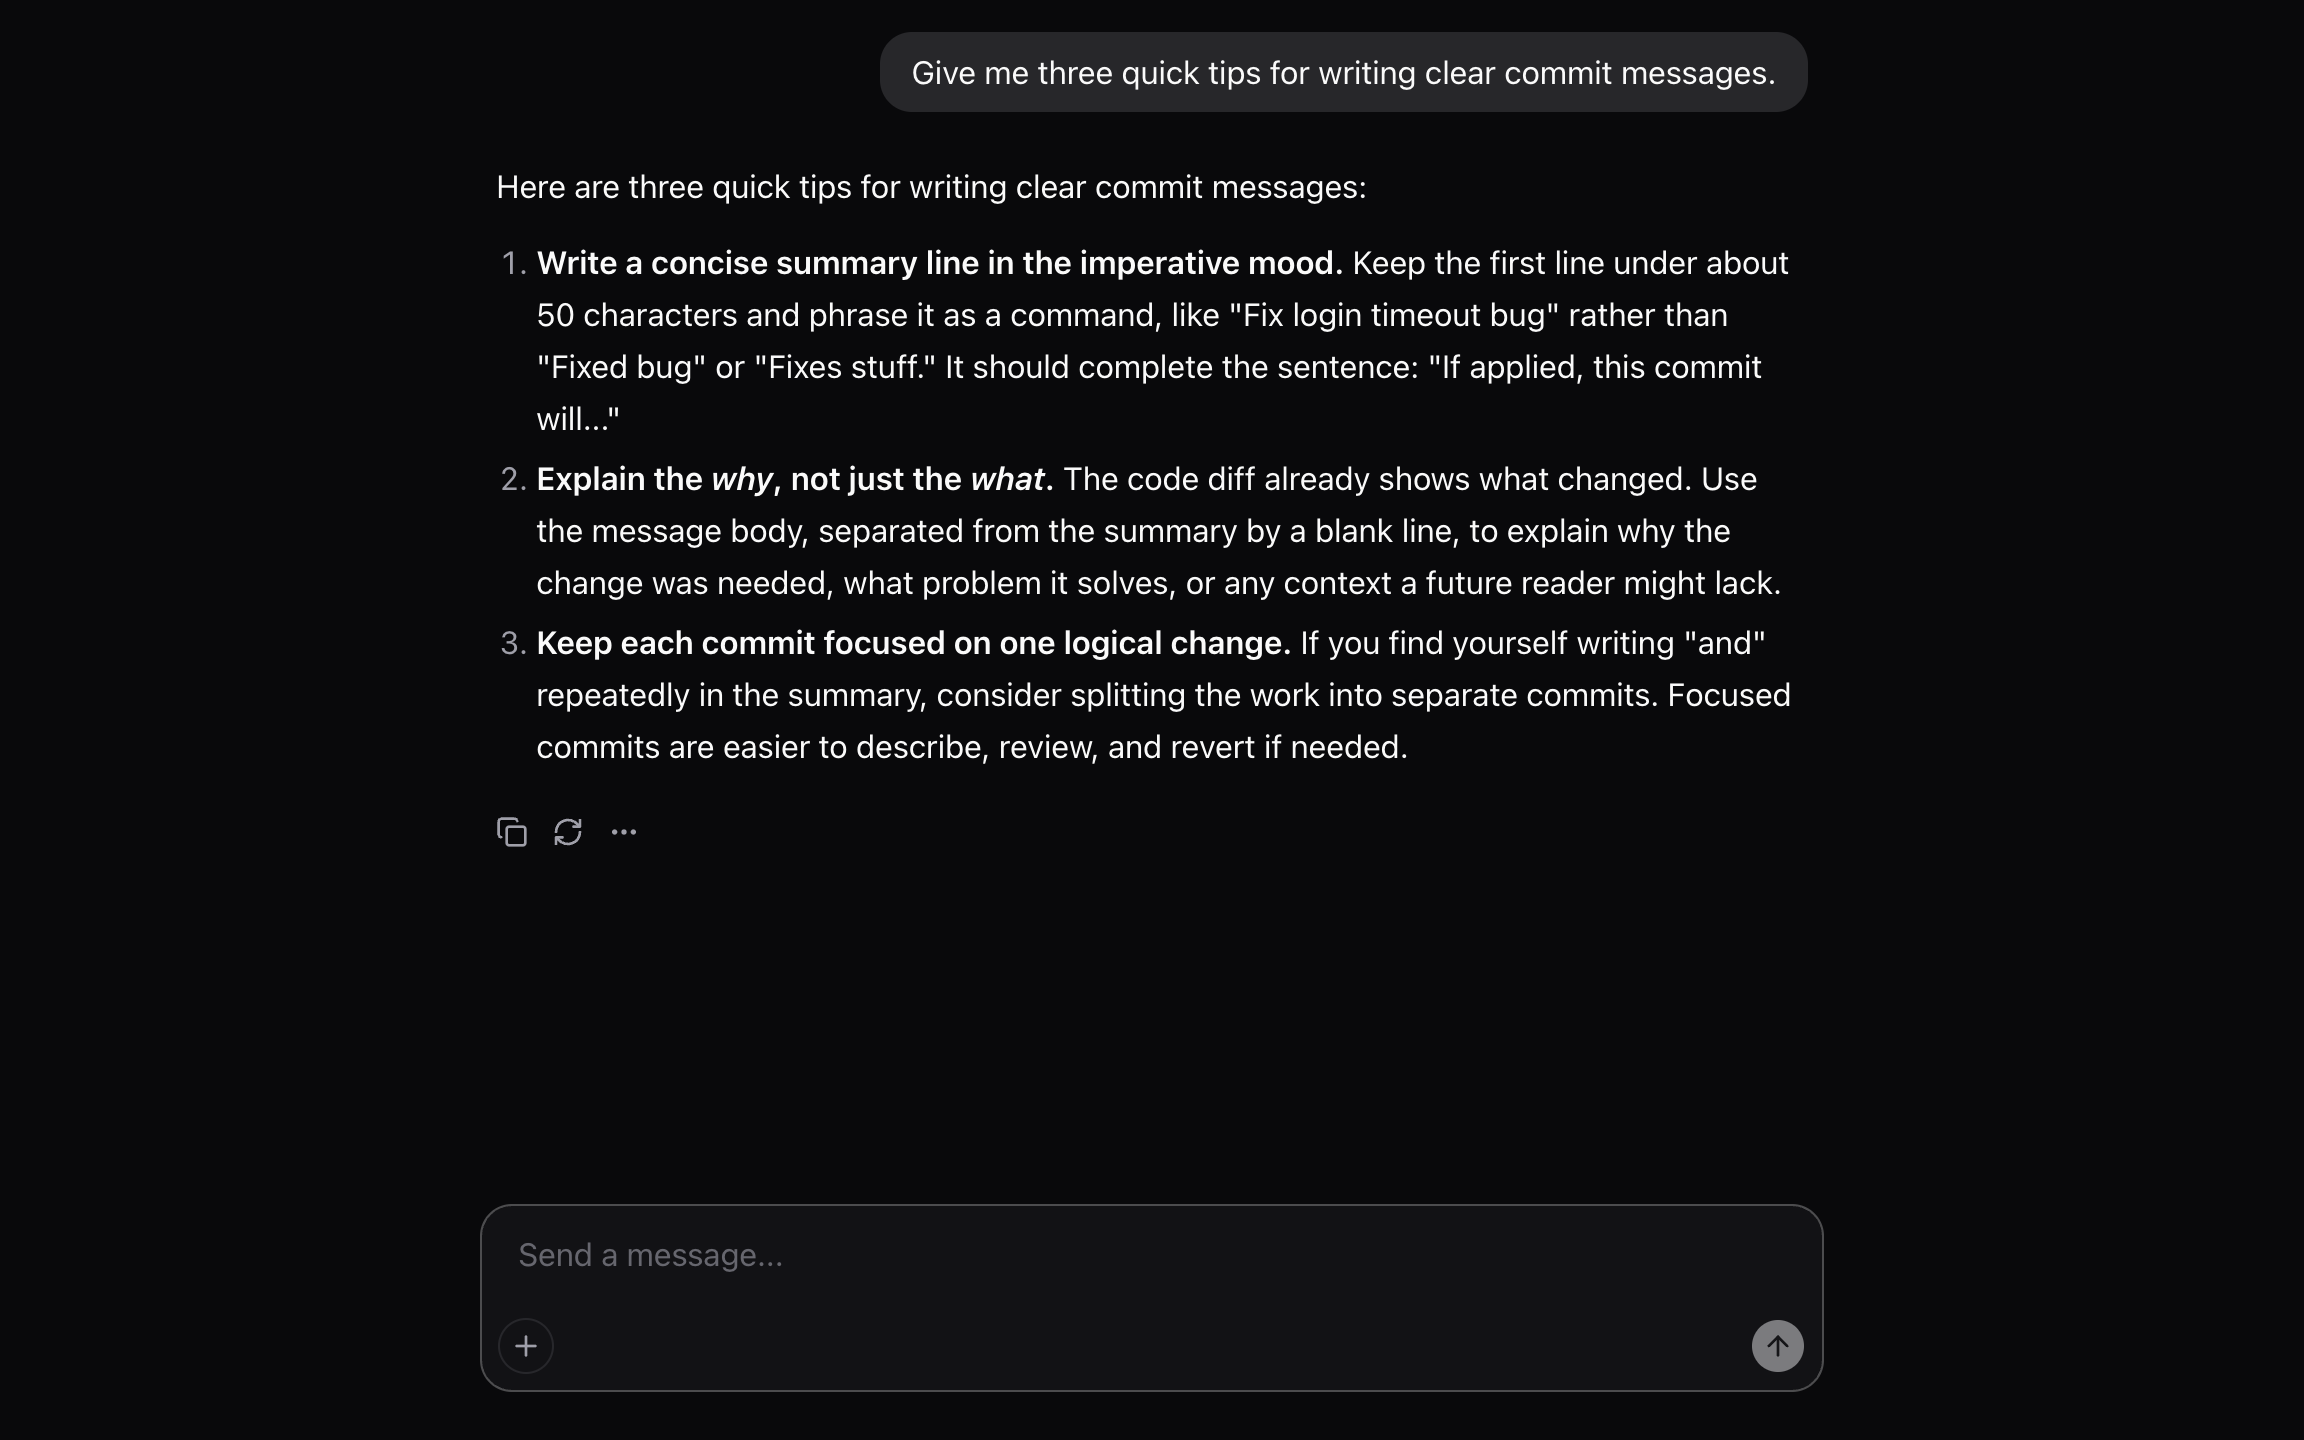 Give me three quick tips for writing clear commit messages.
Here are three quick tips for writing clear commit messages:
1. Write a concise summary line in the imperative mood. Keep the first line under about
50 characters and phrase it as a command, like "Fix login timeout bug" rather than
"Fixed bug" or "Fixes stuff." It should complete the sentence: "If applied, this commit
will..."
2. Explain the why, not just the what. The code diff already shows what changed. Use
the message body, separated from the summary by a blank line, to explain why the
change was needed, what problem it solves, or any context a future reader might lack.
3. Keep each commit focused on one logical change. If you find yourself writing "and"
repeatedly in the summary, consider splitting the work into separate commits. Focused
commits are easier to describe, review, and revert if needed.
Send a message...